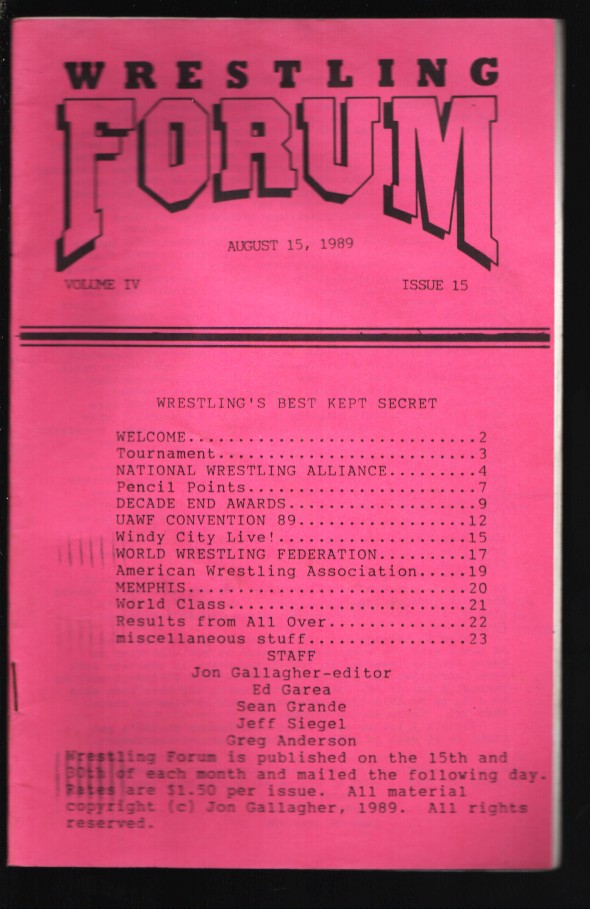 WRESTLING
FORUM
AUGUST 15, 1989
VOLUME IV ISSUE 15
WRESTLING'S BEST KEPT SECRET
WELCOME.............................2
Tournament..........................3
NATIONAL WRESTLING ALLIANCE.........4
Pencil Points.......................7
DECADE END AWARDS...................9
UAWF CONVENTION 89.................12
Windy City Live!...................15
WORLD WRESTLING FEDERATION.........17
American Wrestling Association.....19
MEMPHIS............................20
World Class........................21
Results from All Over..............22
miscellaneous stuff................23
STAFF
Jon Gallagher-editor
Ed Garea
Sean Grande
Jeff Siegel
Greg Anderson
Wrestling Forum is published on the 15th and
30th of each month and mailed the following day.
Rates are $1.50 per issue.  All material
copyright (c) Jon Gallagher, 1989.  All rights
reserved.